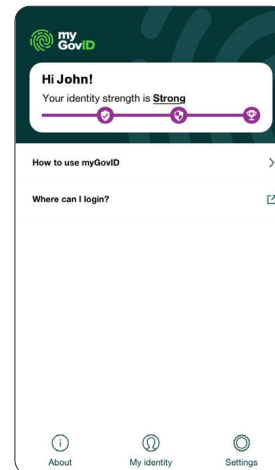 my
GovID
Hi John!
Your identity strength is Strong
How to use myGovID
Where can I login?
About
My identity
Settings